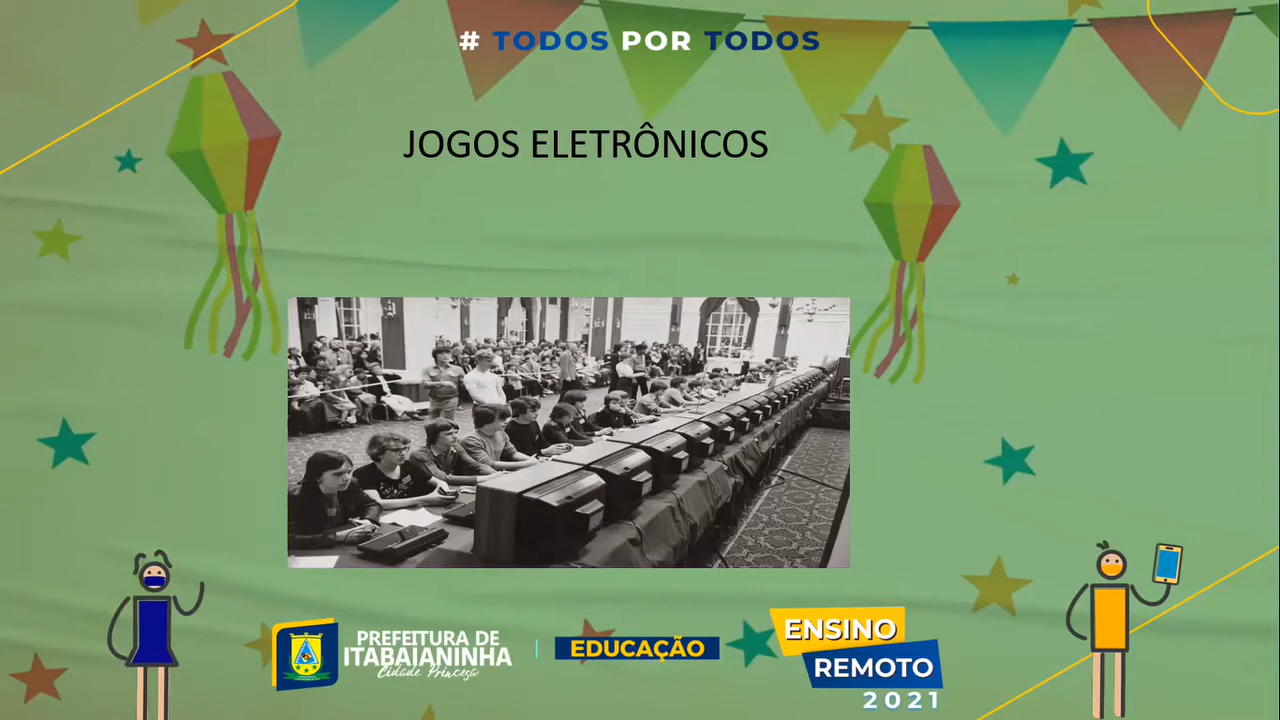 # TODOS POR TODOS
JOGOS ELETRÔNICOS
PREFEITURA DE
ITABAIANINHA
Cidade Princesa
EDUCAÇÃO
ENSINO
REMOTO
2021